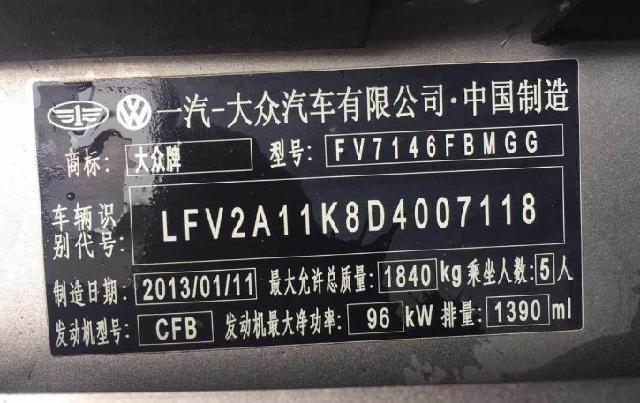 一汽-大众汽车有限公司·中国制造
商标: 大众牌 型号: FV7146FBMGG
车辆识别代号: LFV2A11K8D4007118
制造日期: 2013/01/11 最大允许总质量: 1840 kg 乘坐人数: 5 人
发动机型号: CFB 发动机最大净功率: 96 kW 排量: 1390 ml